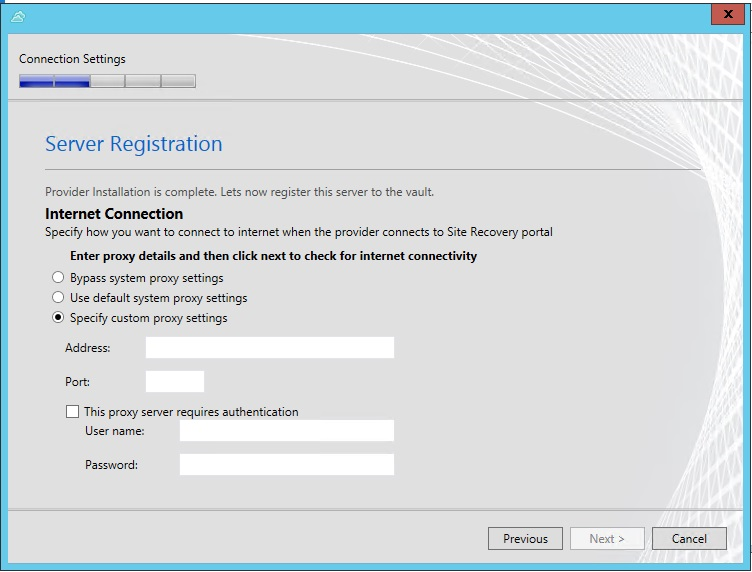 x
Connection Settings
Server Registration
Provider Installation is complete. Lets now register this server to the vault.
Internet Connection
Specify how you want to connect to internet when the provider connects to Site Recovery portal
Enter proxy details and then click next to check for internet connectivity
Bypass system proxy settings
Use default system proxy settings
Specify custom proxy settings
Address:
Port:
This proxy server requires authentication
User name:
Password:
Previous Next > Cancel